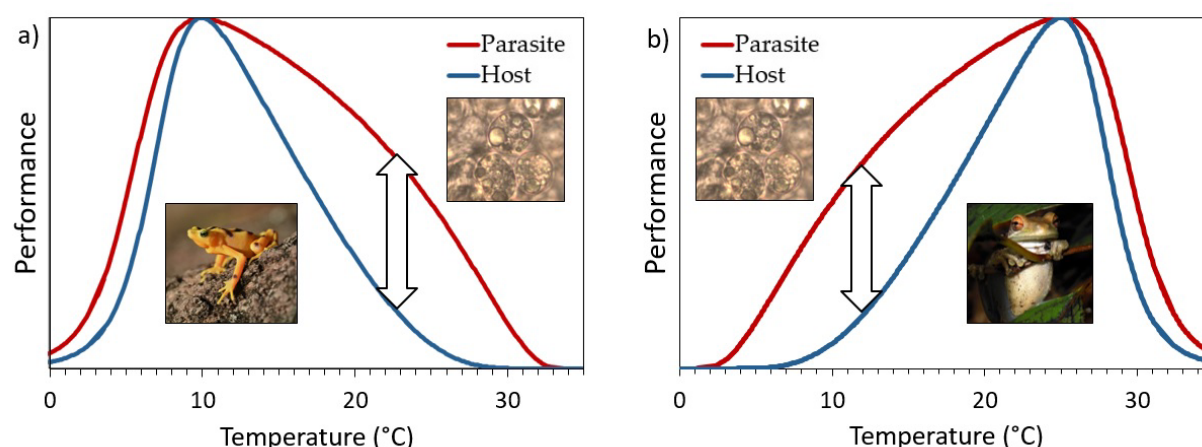 a)
Parasite
Host
Performance
0 10 20 30
Temperature (°C)
b)
Parasite
Host
Performance
0 10 20 30
Temperature (°C)